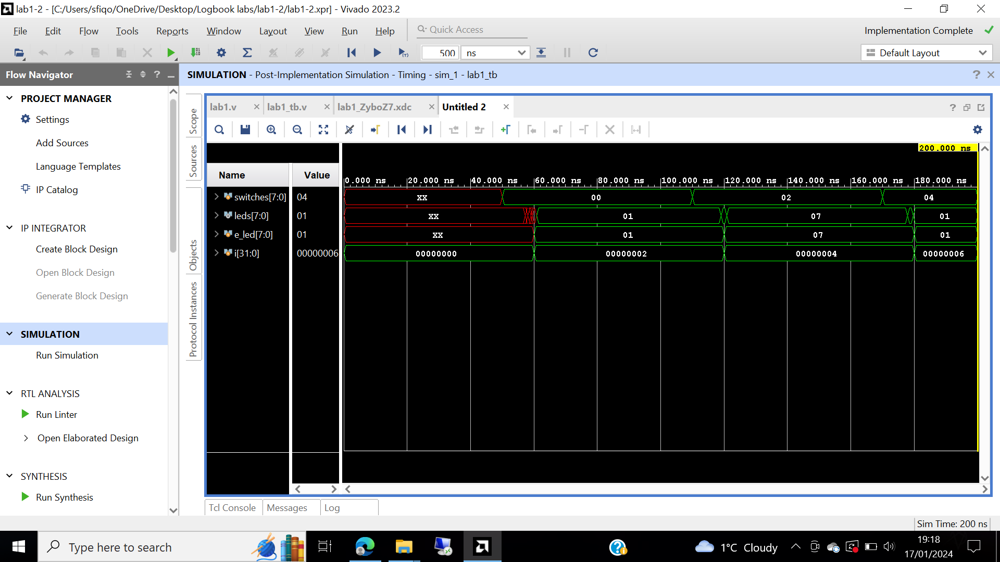 lab1-2 - [C:/Users/sfiqo/OneDrive/Desktop/Logbook labs/lab1-2/lab1-2.xpr] - Vivado 2023.2
File Edit Flow Tools Reports Window Layout View Run Help Quick Access Implementation Complete
500 ns Default Layout
Flow Navigator
SIMULATION - Post-Implementation Simulation - Timing - sim_1 - lab1_tb
PROJECT MANAGER
Settings
Add Sources
Language Templates
IP Catalog
IP INTEGRATOR
Create Block Design
Open Block Design
Generate Block Design
SIMULATION
Run Simulation
RTL ANALYSIS
Run Linter
Open Elaborated Design
SYNTHESIS
Run Synthesis
Scope
Sources
Objects
Protocol Instances
lab1.v lab1_tb.v lab1_ZyboZ7.xdc Untitled 2
200.000 ns
Name Value 0.000 ns 20.000 ns 40.000 ns 60.000 ns 80.000 ns 100.000 ns 120.000 ns 140.000 ns 160.000 ns 180.000 ns
switches[7:0] 04 XX 00 02 04
leds[7:0] 01 XX 01 07 01
e_led[7:0] 01 XX 01 07 01
i[31:0] 00000006 00000000 00000002 00000004 00000006
Tcl Console Messages Log
Sim Time: 200 ns
Type here to search
1°C Cloudy
19:18
17/01/2024